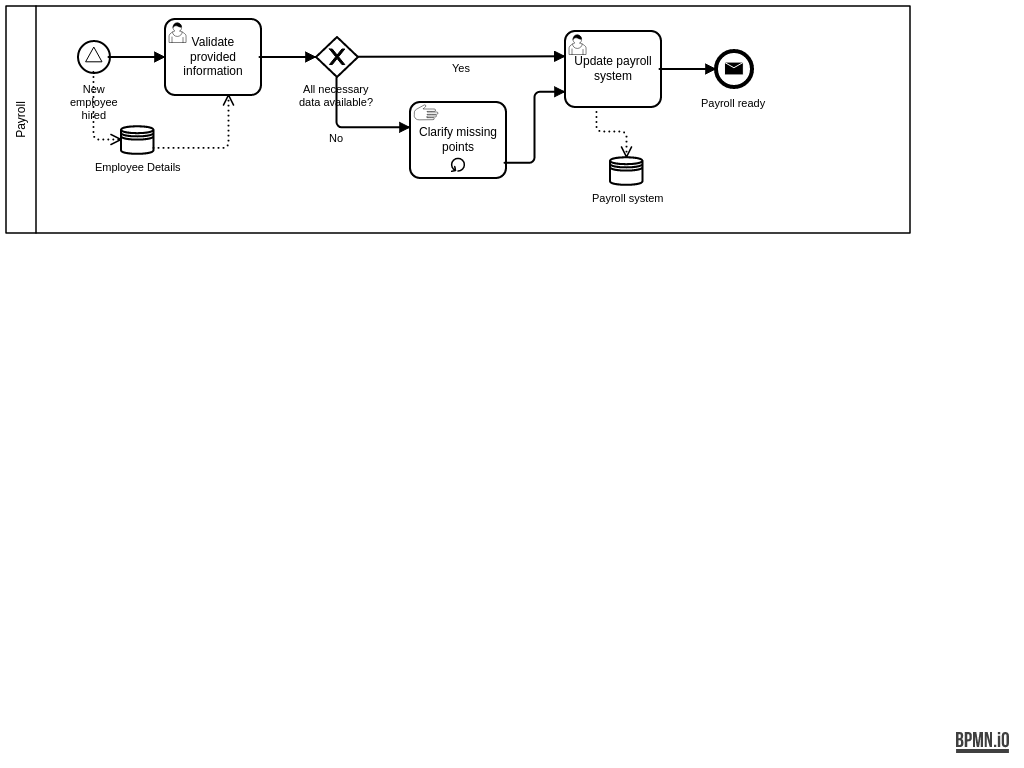 Payroll
New
employee
hired
Validate
provided
information
Employee Details
All necessary
data available?
Yes
No
Clarify missing
points
Update payroll
system
Payroll system
Payroll ready
BPMN.iO